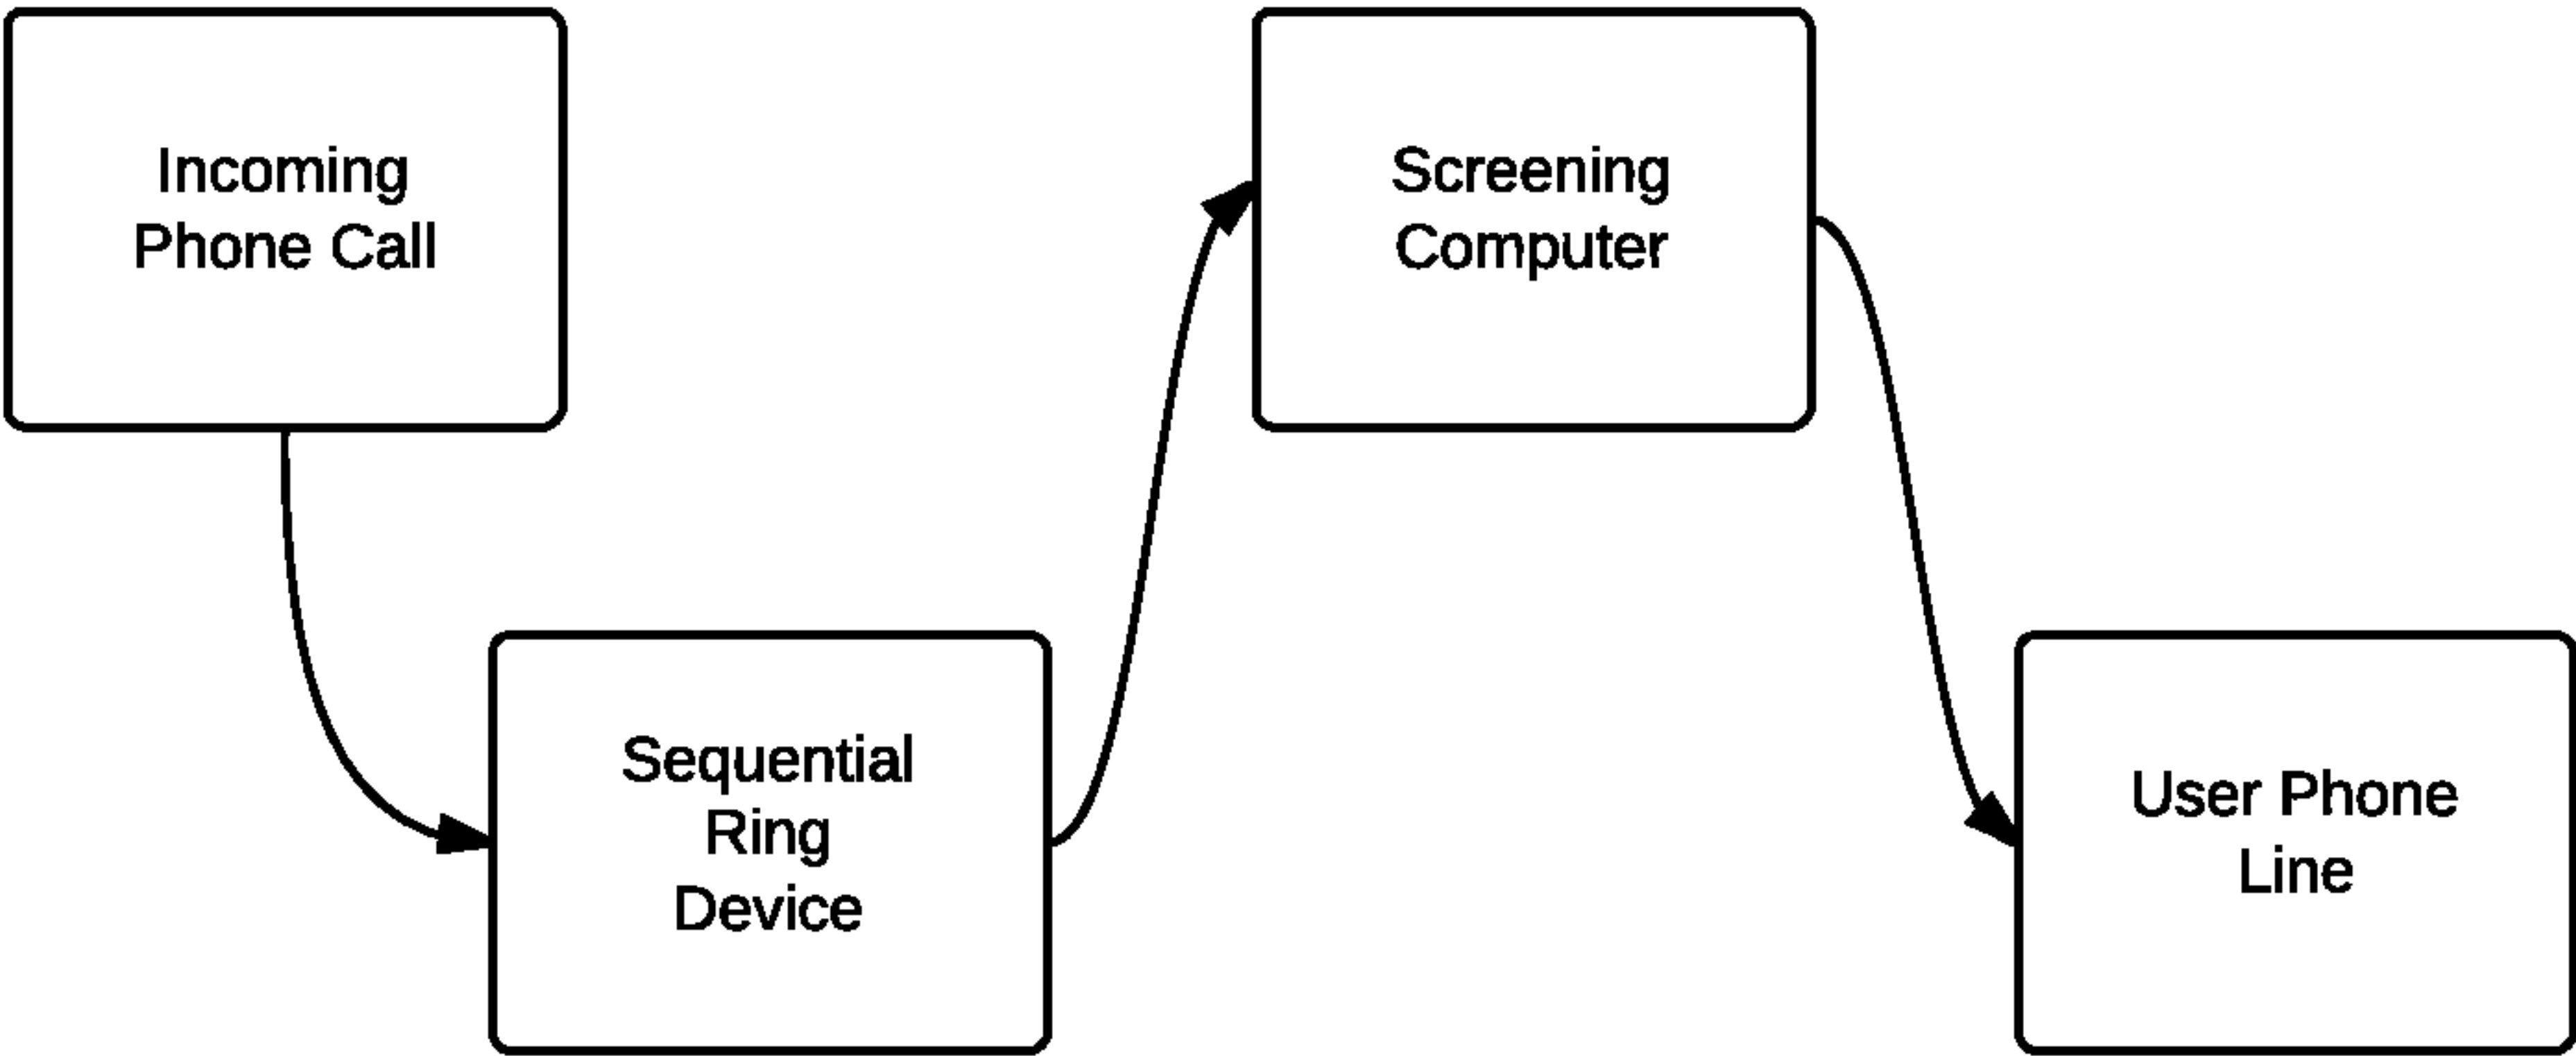 Incoming
Phone Call
Sequential
Ring
Device
Screening
Computer
User Phone
Line